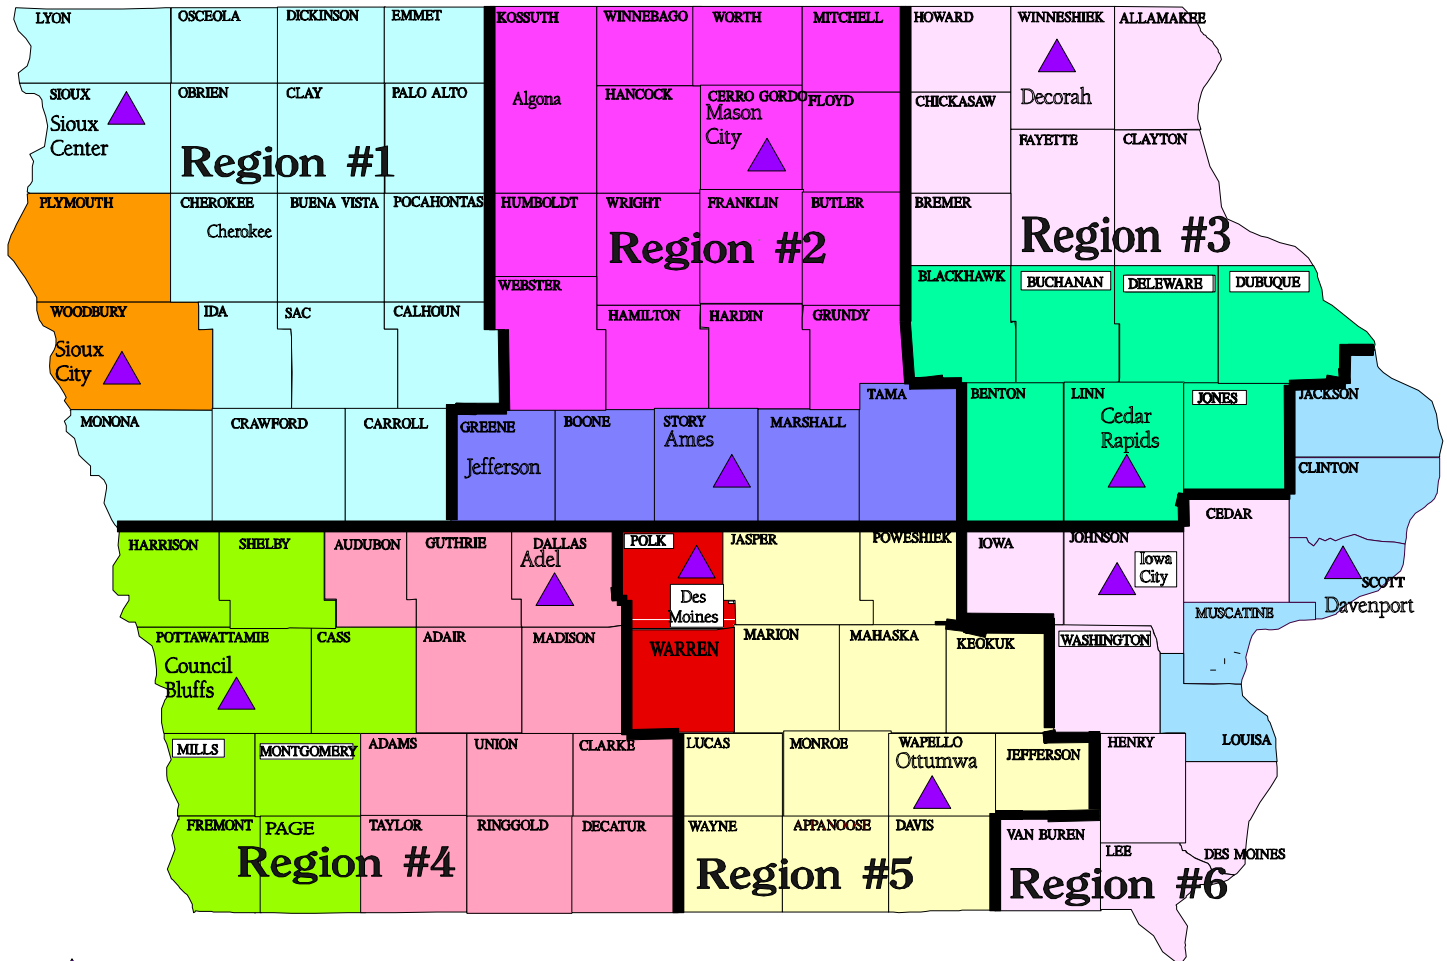 LYON
OSCEOLA
DICKINSON
EMMET
KOSSUTH
WINNEBAGO
WORTH
MITCHELL
HOWARD
WINNESHIEK
ALLAMAKEE
SIOUX
Sioux
Center
OBRIEN
CLAY
PALO ALTO
Algona
HANCOCK
CERRO GORDO
Mason
City
FLOYD
CHICKASAW
Decorah
FAYETTE
CLAYTON
Region #1
PLYMOUTH
CHEROKEE
Cherokee
BUENA VISTA
POCAHONTAS
HUMBOLDT
WRIGHT
FRANKLIN
BUTLER
BREMER
Region #2
Region #3
WEBSTER
BLACKHAWK
BUCHANAN
DELEWARE
DUBUQUE
WOODBURY
Sioux
City
IDA
SAC
CALHOUN
HAMILTON
HARDIN
GRUNDY
MONONA
CRAWFORD
CARROLL
GREENE
Jefferson
BOONE
STORY
Ames
MARSHALL
TAMA
BENTON
LINN
Cedar
Rapids
JONES
JACKSON
CLINTON
CEDAR
HARRISON
SHELBY
AUDUBON
GUTHRIE
DALLAS
Adel
POLK
Des
Moines
JASPER
POWESHIEK
IOWA
JOHNSON
Iowa
City
SCOTT
Davenport
MUSCATINE
POTTAWATTAMIE
Council
Bluffs
CASS
ADAIR
MADISON
WARREN
MARION
MAHASKA
KEOKUK
WASHINGTON
LOUISA
MILLS
MONTGOMERY
ADAMS
UNION
CLARKE
LUCAS
MONROE
WAPELLO
Ottumwa
JEFFERSON
HENRY
FREMONT
PAGE
TAYLOR
RINGGOLD
DECATUR
WAYNE
APPANOOSE
DAVIS
VAN BUREN
LEE
DES MOINES
Region #4
Region #5
Region #6